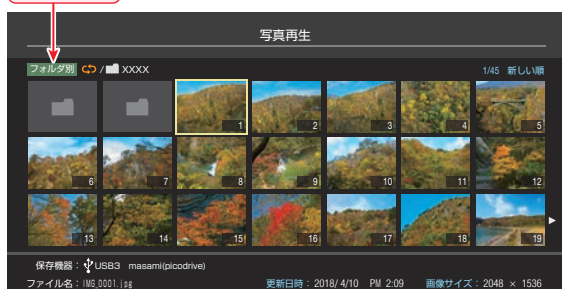 写真再生
フォルダ別 / XXXX 1/45 新しい順
1 2 3 4 5
6 7 8 9 10 11 12
13 14 15 16 17 18 19
保存機器：USB3 masami(picodrive)
ファイル名：IMG_0001.jpg 更新日時：2018/ 4/10 PM 2:09 画像サイズ：2048 × 1536